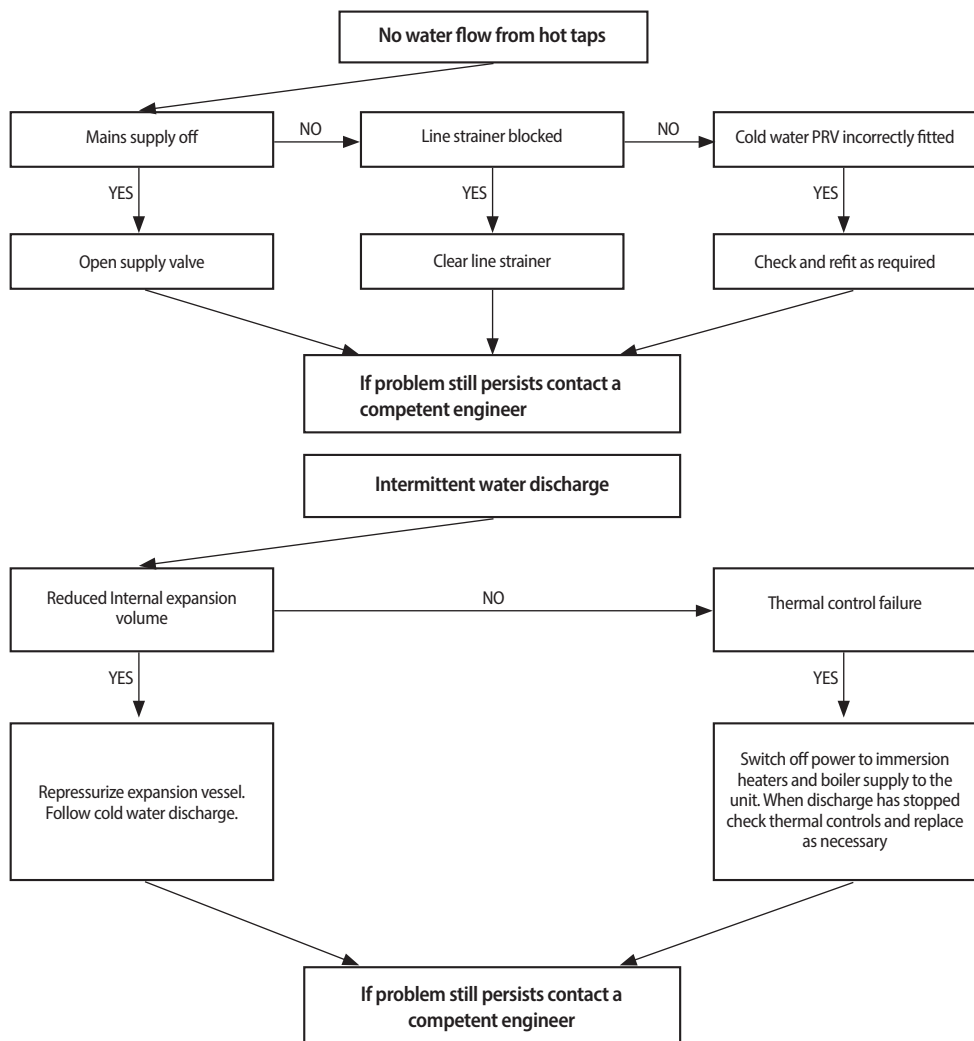 No water flow from hot taps
Mains supply off
NO
Line strainer blocked
NO
Cold water PRV incorrectly fitted
YES
YES
YES
Open supply valve
Clear line strainer
Check and refit as required
If problem still persists contact a
competent engineer
Intermittent water discharge
Reduced Internal expansion
volume
NO
Thermal control failure
YES
YES
Repressurize expansion vessel.
Follow cold water discharge.
Switch off power to immersion
heaters and boiler supply to the
unit. When discharge has stopped
check thermal controls and replace
as necessary
If problem still persists contact a
competent engineer